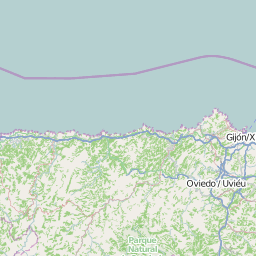 Gijón/X
Oviedo / Uviéu
Parque
Natural